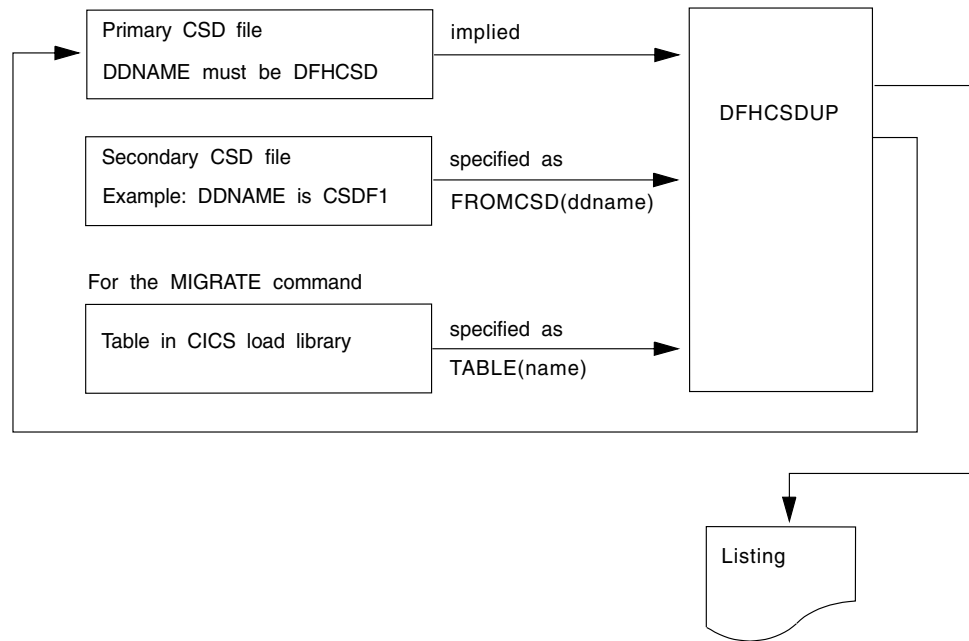 Primary CSD file
DDNAME must be DFHCSD
implied
DFHCSDUP
Secondary CSD file
Example: DDNAME is CSDF1
specified as
FROMCSD(ddname)
For the MIGRATE command
Table in CICS load library
specified as
TABLE(name)
Listing